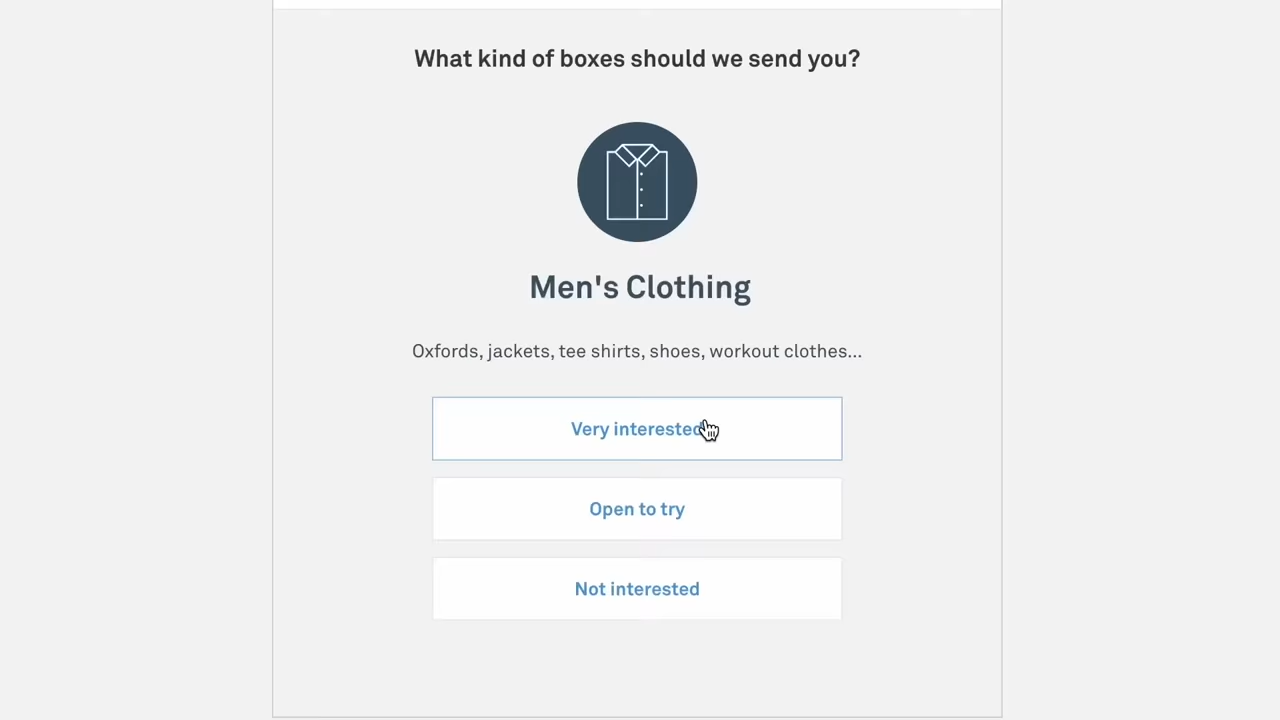 What kind of boxes should we send you?
Men's Clothing
Oxfords, jackets, tee shirts, shoes, workout clothes...
Very interested
Open to try
Not interested